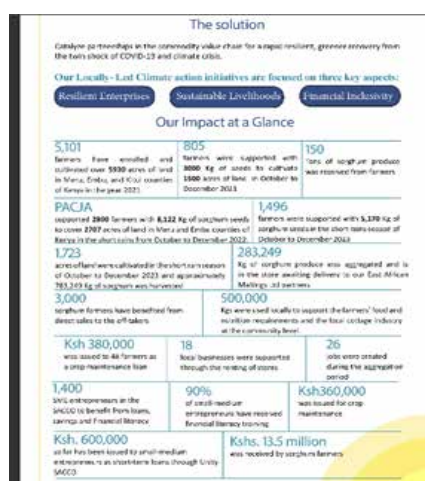 The solution
Catalyze partnerships in the commodity value chain for a rapid resilient, greener recovery from
the twin shock of COVID-19 and climate crisis.
Our Locally- Led Climate action initiatives are focused on three key aspects:
Resilient Enterprises
Sustainable Livelihoods
Financial Inclusivity
Our Impact at a Glance
5,101
farmers have enrolled and
cultivated over 5930 acres of land
in Meru, Embu, and Kitui counties
of Kenya in the year 2023
805
farmers were supported with
3000 Kg of seeds to cultivate
1500 acres of land in October to
December 2023
150
Tons of sorghum produce
was received from farmers
PACJA
supported 2800 farmers with 6,122 Kg of sorghum seeds
to cover 2707 acres of land in Meru and Embu counties of
Kenya in the short rains from October to December 2022.
1,496
farmers were supported with 5,170 Kg of
sorghum seeds in the short rains season of
October to December 2023
1,723
acres of land were cultivated in the short rain season
of October to December 2023 and approximately
783,249 Kg of sorghum was harvested
283,249
Kg of sorghum produce was aggregated and is
in the store awaiting delivery to our East African
Maltings Ltd partners
3,000
sorghum farmers have benefited from
direct sales to the off-takers
500,000
Kgs were used locally to support the farmers' food and
nutrition requirements and the local cottage industry
at the community level
Ksh 380,000
was issued to 44 farmers as
a crop maintenance loan
18
local businesses were supported
through the renting of stores
26
jobs were created
during the aggregation
period
1,400
SME entrepreneurs in the
SACCO to benefit from loans,
savings and financial literacy
90%
of small-medium
entrepreneurs have received
financial literacy training
Ksh360,000
was issued for crop
maintenance
Ksh. 600,000
so far has been issued to small-medium
entrepreneurs as short-term loans through Unity
SACCO
Kshs. 13.5 million
was received by sorghum farmers